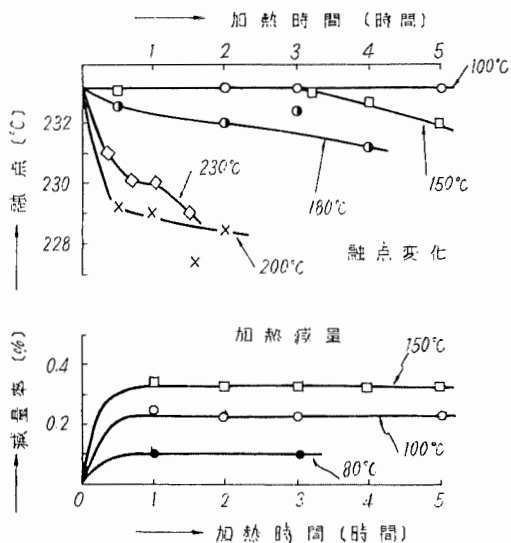 加熱時間 (時間)
1 2 3 4 5
100℃
融点 (℃)
232
230
228
230℃
200℃
180℃
150℃
融点変化
加熱減量
減量率 (%)
0.4
0.2
150℃
100℃
80℃
0 1 2 3 4 5
加熱時間 (時間)